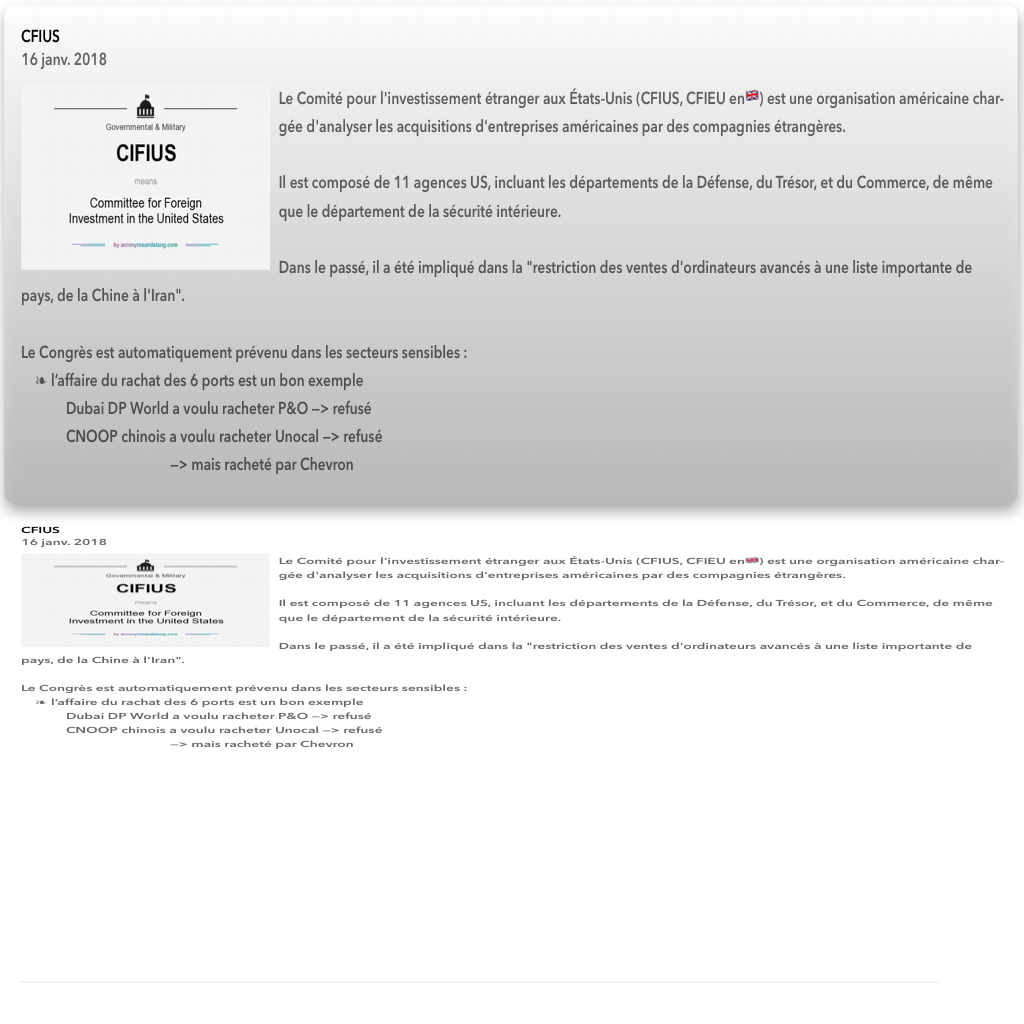 CFIUS
16 janv. 2018
Governmental & Military
CIFIUS
means
Committee for Foreign
Investment in the United States
by acronymsandslang.com
Le Comité pour l'investissement étranger aux États-Unis (CFIUS, CFIEU en🇬🇧) est une organisation américaine char-
gée d'analyser les acquisitions d'entreprises américaines par des compagnies étrangères.
Il est composé de 11 agences US, incluant les départements de la Défense, du Trésor, et du Commerce, de même
que le département de la sécurité intérieure.
Dans le passé, il a été impliqué dans la "restriction des ventes d'ordinateurs avancés à une liste importante de
pays, de la Chine à l'Iran".
Le Congrès est automatiquement prévenu dans les secteurs sensibles :
❧ l’affaire du rachat des 6 ports est un bon exemple
Dubai DP World a voulu racheter P&O —> refusé
CNOOP chinois a voulu racheter Unocal —> refusé
—> mais racheté par Chevron
CFIUS
16 janv. 2018
Governmental & Military
CIFIUS
means
Committee for Foreign
Investment in the United States
by acronymsandslang.com
Le Comité pour l'investissement étranger aux États-Unis (CFIUS, CFIEU en🇬🇧) est une organisation américaine char-
gée d'analyser les acquisitions d'entreprises américaines par des compagnies étrangères.
Il est composé de 11 agences US, incluant les départements de la Défense, du Trésor, et du Commerce, de même
que le département de la sécurité intérieure.
Dans le passé, il a été impliqué dans la "restriction des ventes d'ordinateurs avancés à une liste importante de
pays, de la Chine à l'Iran".
Le Congrès est automatiquement prévenu dans les secteurs sensibles :
❧ l’affaire du rachat des 6 ports est un bon exemple
Dubai DP World a voulu racheter P&O —> refusé
CNOOP chinois a voulu racheter Unocal —> refusé
—> mais racheté par Chevron